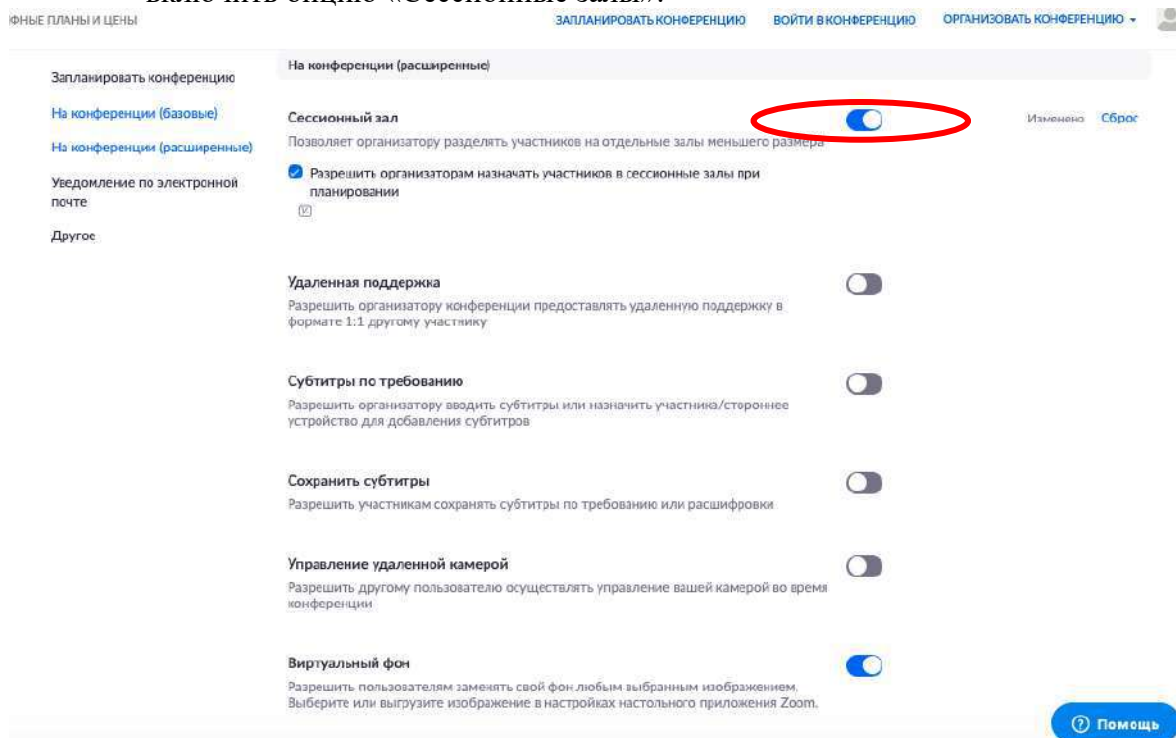 включить опцию «Сессионные залы».
ФНЫЕ ПЛАНЫ И ЦЕНЫ
ЗАПЛАНИРОВАТЬ КОНФЕРЕНЦИЮ ВОЙТИ В КОНФЕРЕНЦИЮ ОРГАНИЗОВАТЬ КОНФЕРЕНЦИЮ
Запланировать конференцию
На конференции (базовые)
На конференции (расширенные)
Уведомление по электронной
почте
Другое
На конференции (расширенные)
Сессионный зал
Изменено Сброс
Позволяет организатору разделять участников на отдельные залы меньшего размера
Разрешить организаторам назначать участников в сессионные залы при
планировании
Удаленная поддержка
Разрешить организатору конференции предоставлять удаленную поддержку в
формате 1:1 другому участнику
Субтитры по требованию
Разрешить организатору вводить субтитры или назначить участника/стороннее
устройство для добавления субтитров
Сохранить субтитры
Разрешить участникам сохранять субтитры по требованию или расшифровки
Управление удаленной камерой
Разрешить другому пользователю осуществлять управление вашей камерой во время
конференции
Виртуальный фон
Разрешить пользователям заменять свой фон любым выбранным изображением.
Выберите или выгрузите изображение в настройках настольного приложения Zoom.
Помощь